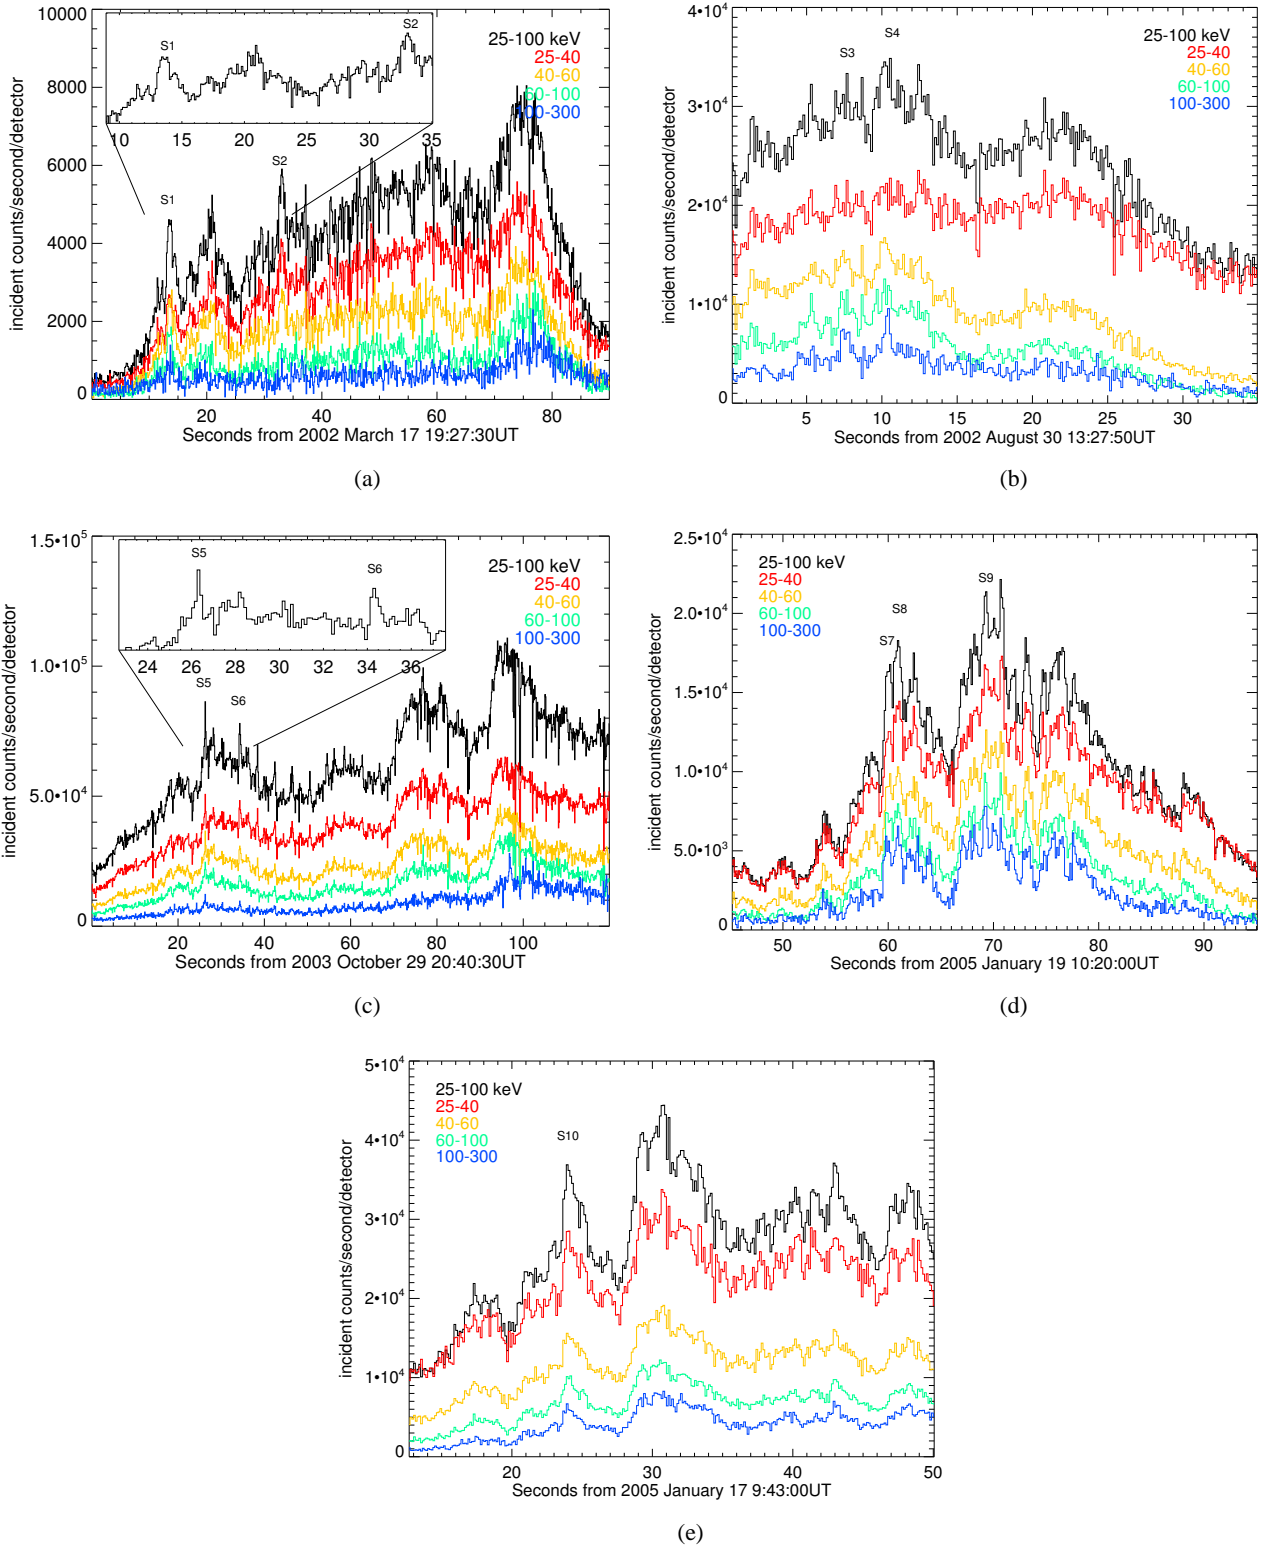 10000
8000
6000
4000
2000
0
incident counts/second/detector
S1
S2
10 15 20 25 30 35
25-100 keV
25-40
40-60
60-100
100-300
S1
S2
20 40 60 80
Seconds from 2002 March 17 19:27:30UT
(a)
4•10⁴
3•10⁴
2•10⁴
1•10⁴
0
incident counts/second/detector
S3
S4
25-100 keV
25-40
40-60
60-100
100-300
5 10 15 20 25 30
Seconds from 2002 August 30 13:27:50UT
(b)
1.5•10⁵
1.0•10⁵
5.0•10⁴
0
incident counts/second/detector
S5
S6
24 26 28 30 32 34 36
25-100 keV
25-40
40-60
60-100
100-300
S5
S6
20 40 60 80 100
Seconds from 2003 October 29 20:40:30UT
(c)
2.5•10⁴
2.0•10⁴
1.5•10⁴
1.0•10⁴
5.0•10³
0
incident counts/second/detector
25-100 keV
25-40
40-60
60-100
100-300
S7
S8
S9
50 60 70 80 90
Seconds from 2005 January 19 10:20:00UT
(d)
5•10⁴
4•10⁴
3•10⁴
2•10⁴
1•10⁴
0
incident counts/second/detector
25-100 keV
25-40
40-60
60-100
100-300
S10
20 30 40 50
Seconds from 2005 January 17 9:43:00UT
(e)